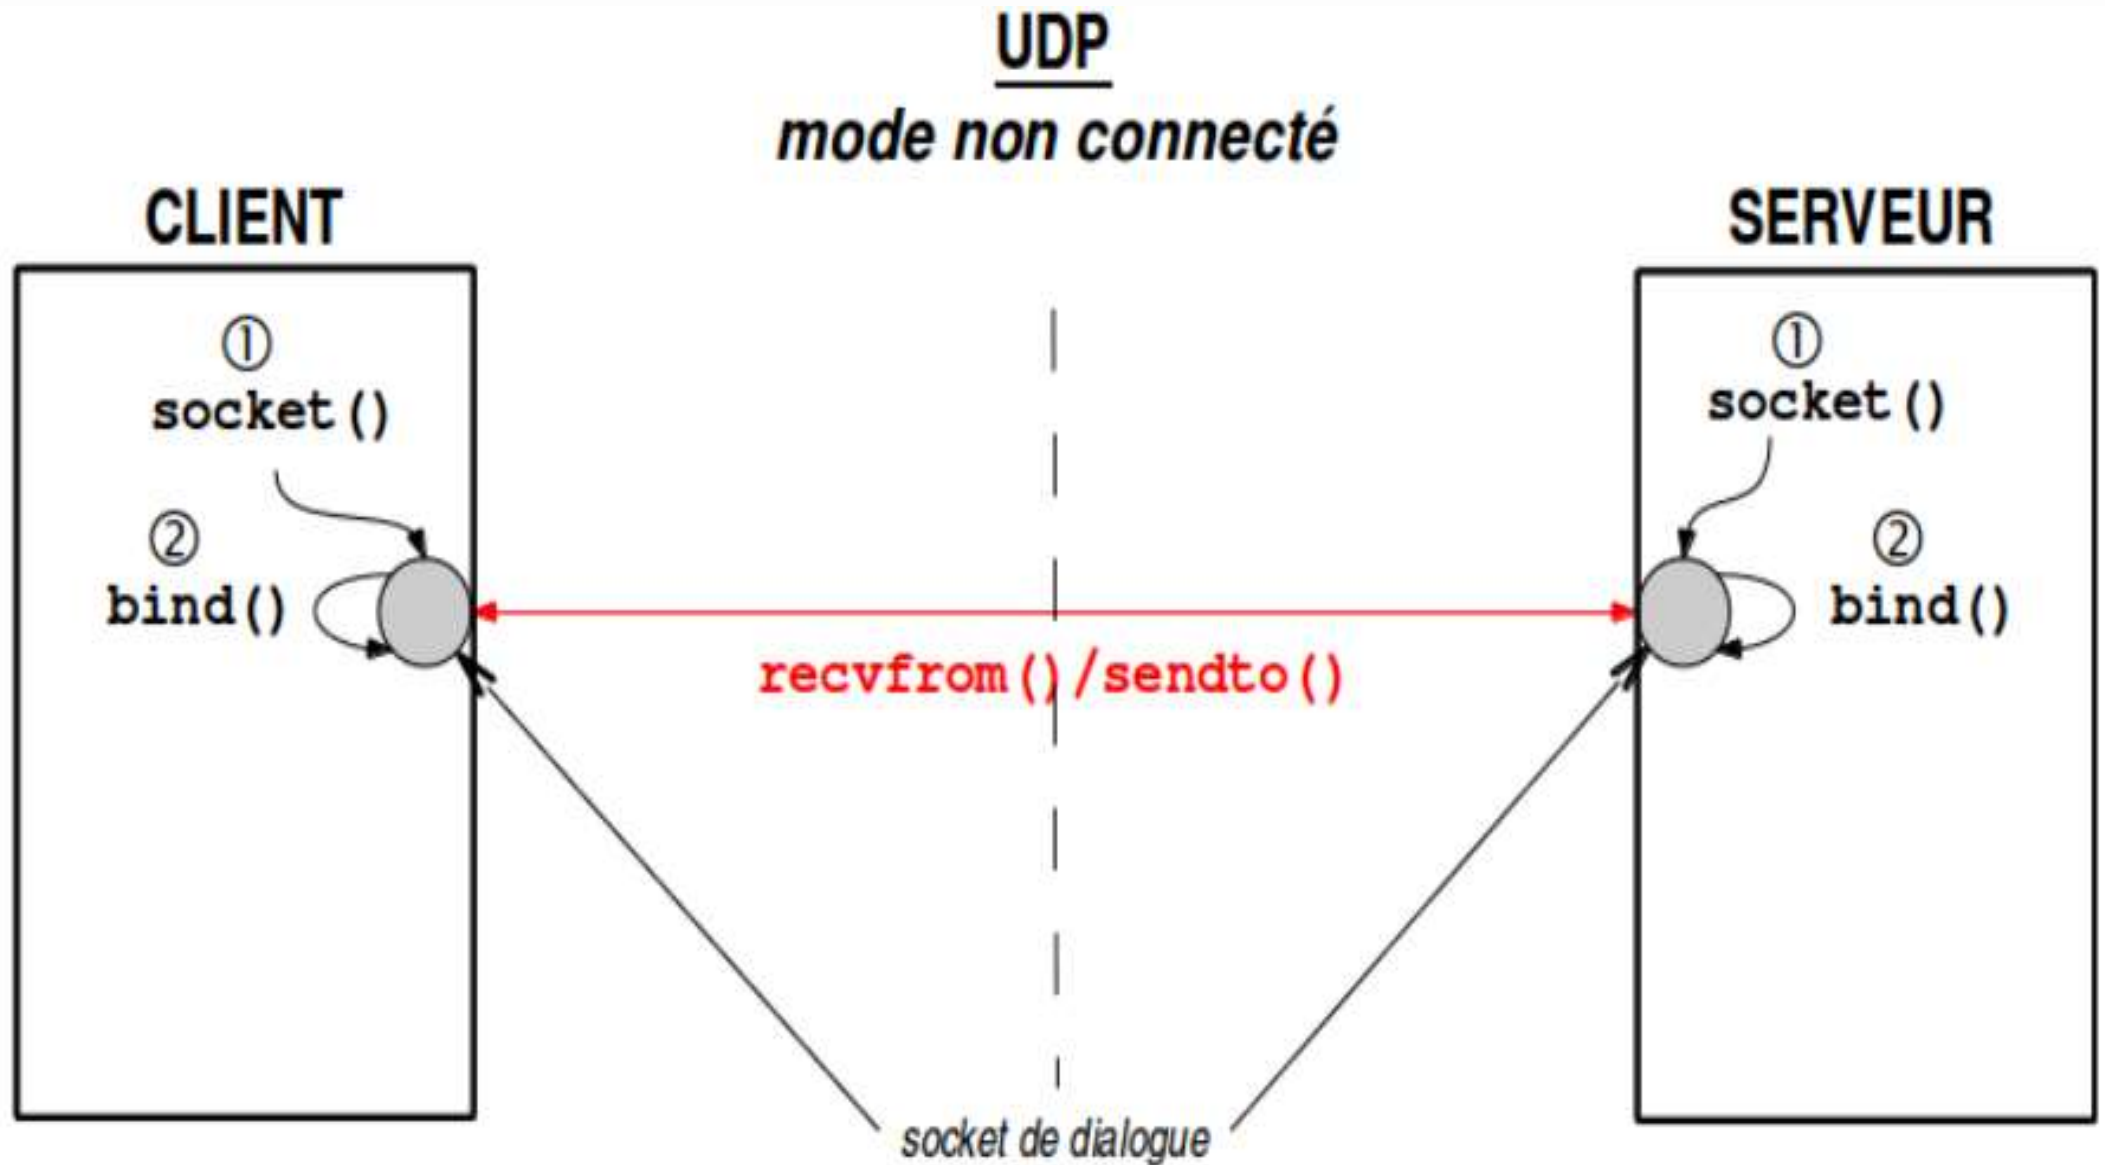 UDP
mode non connecté
CLIENT
SERVEUR
①
socket()
②
bind()
①
socket()
②
bind()
recvfrom()/sendto()
socket de dialogue